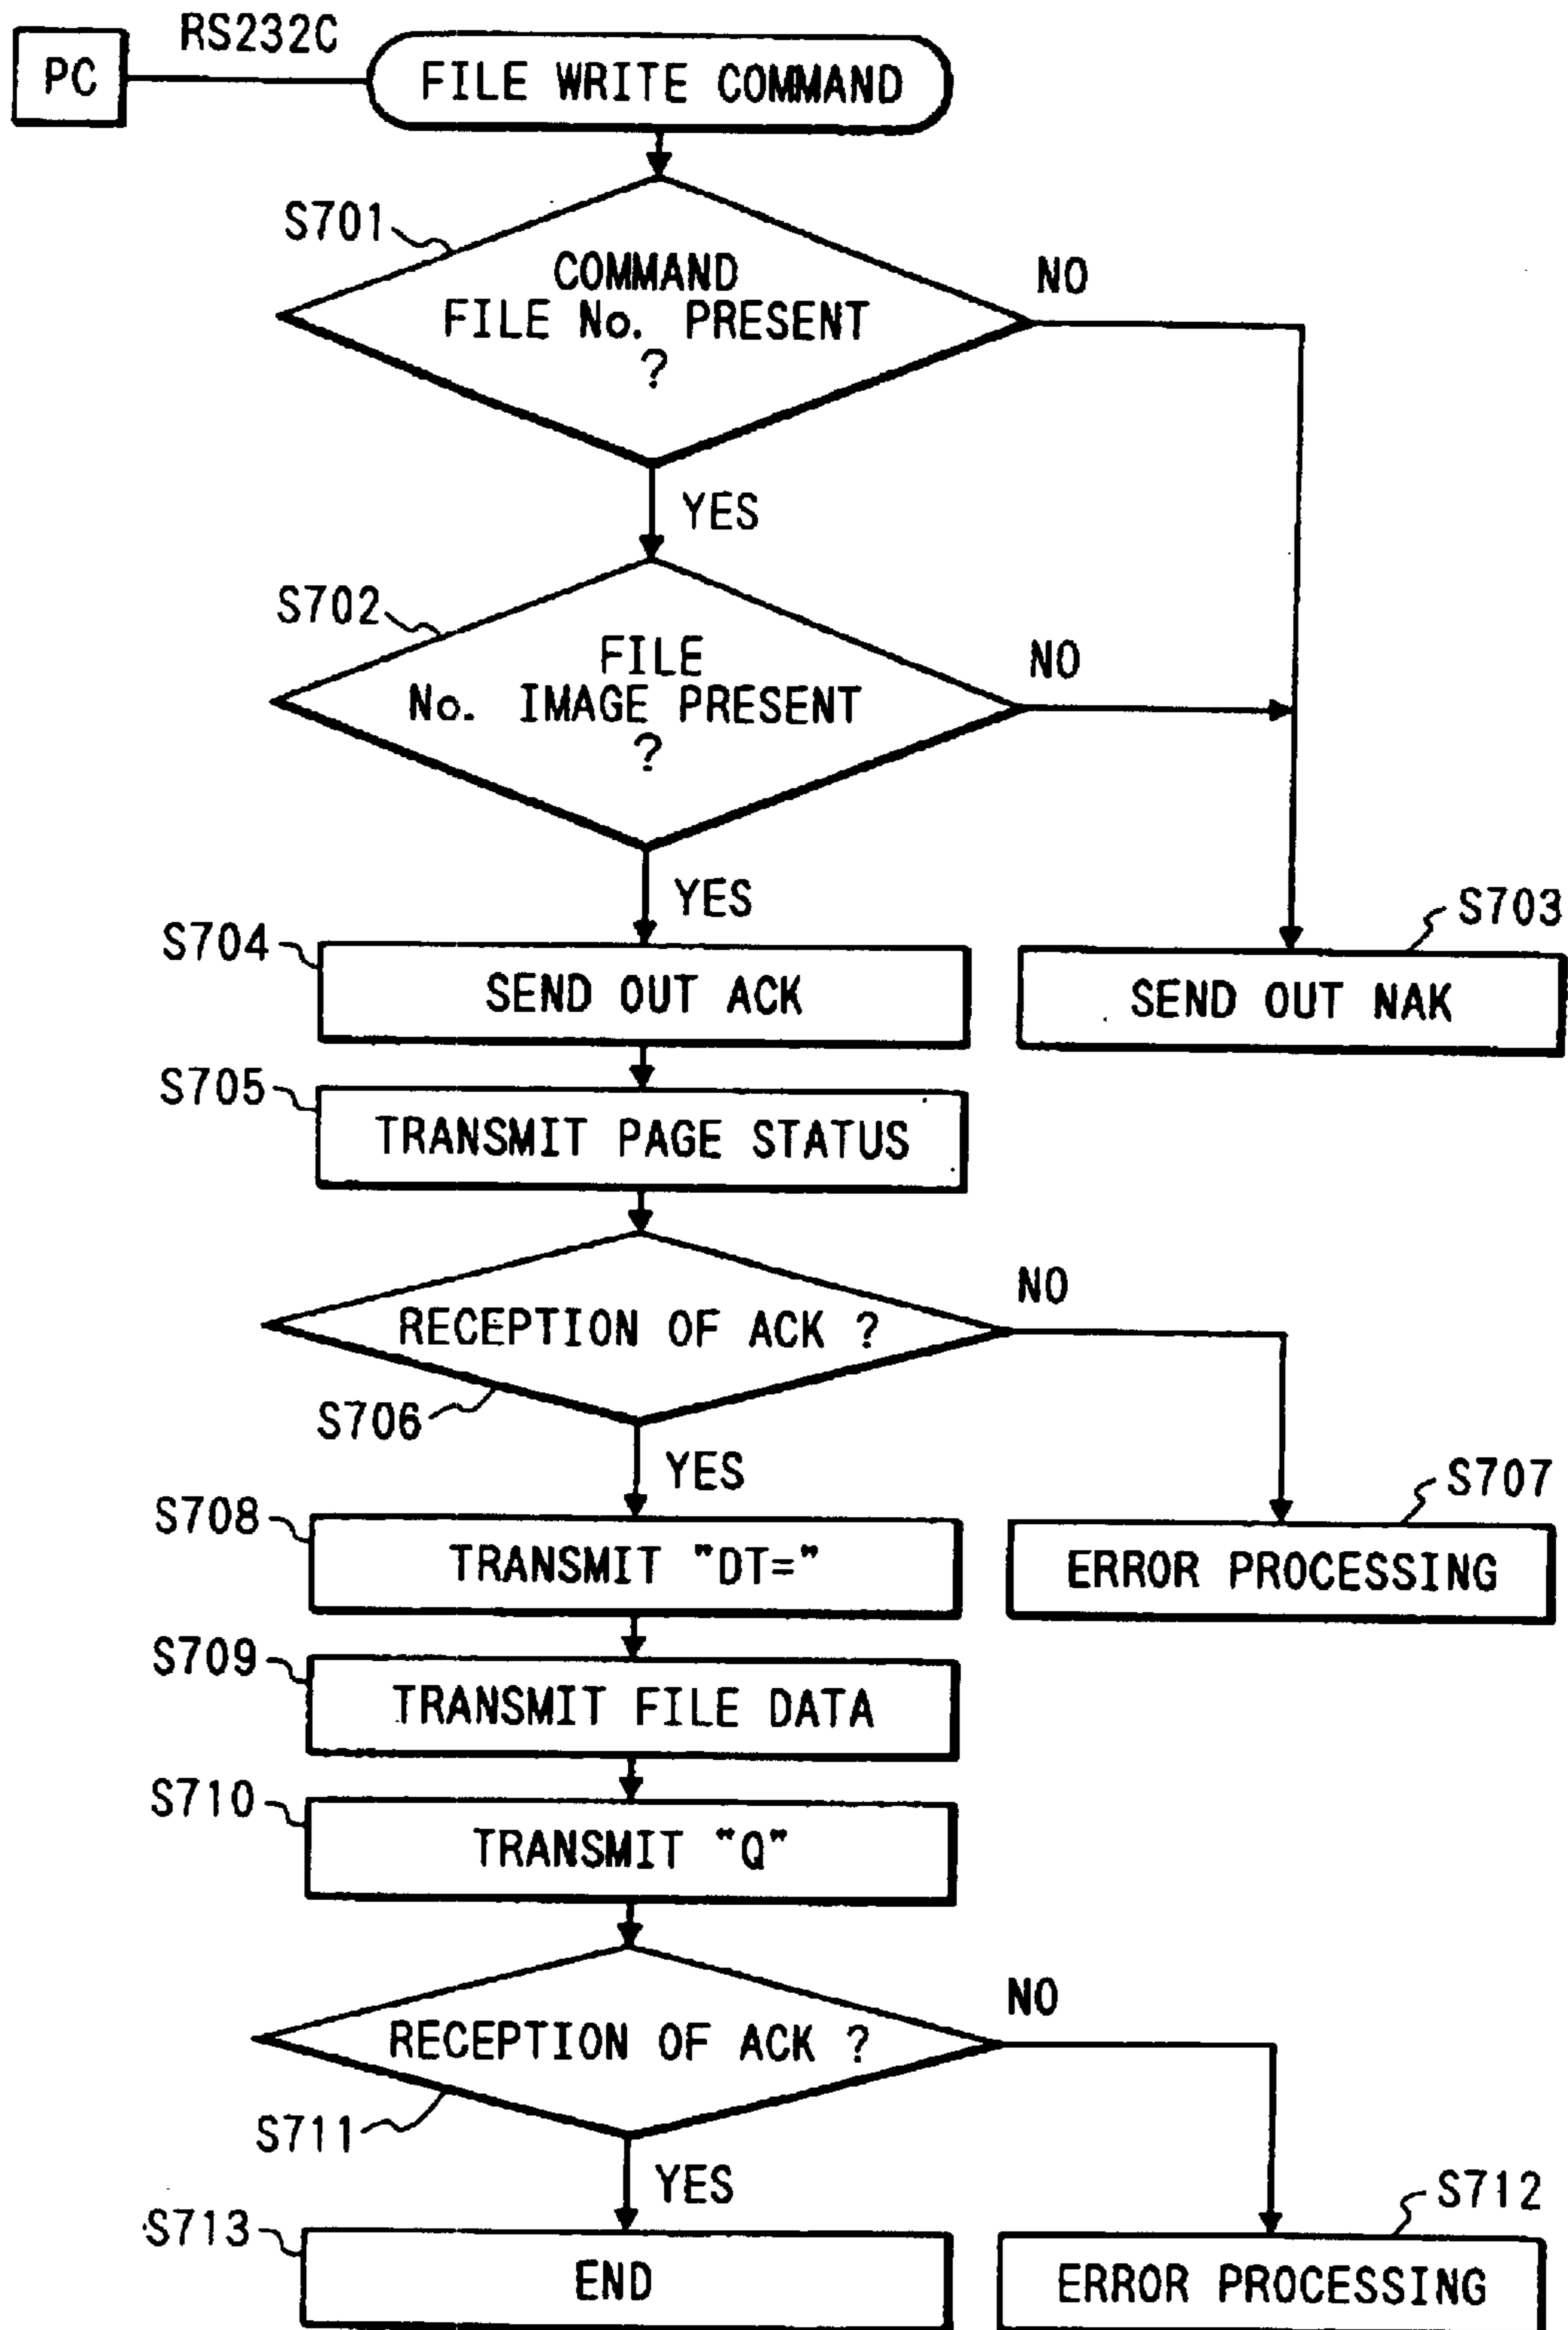 RS232C
PC
FILE WRITE COMMAND
S701
COMMAND
FILE No. PRESENT
?
NO
YES
S702
FILE
No. IMAGE PRESENT
?
NO
YES
S703
S704
SEND OUT ACK
SEND OUT NAK
S705
TRANSMIT PAGE STATUS
RECEPTION OF ACK ?
NO
S706
YES
S707
S708
TRANSMIT "DT="
ERROR PROCESSING
S709
TRANSMIT FILE DATA
S710
TRANSMIT "Q"
RECEPTION OF ACK ?
NO
S711
YES
S712
S713
END
ERROR PROCESSING